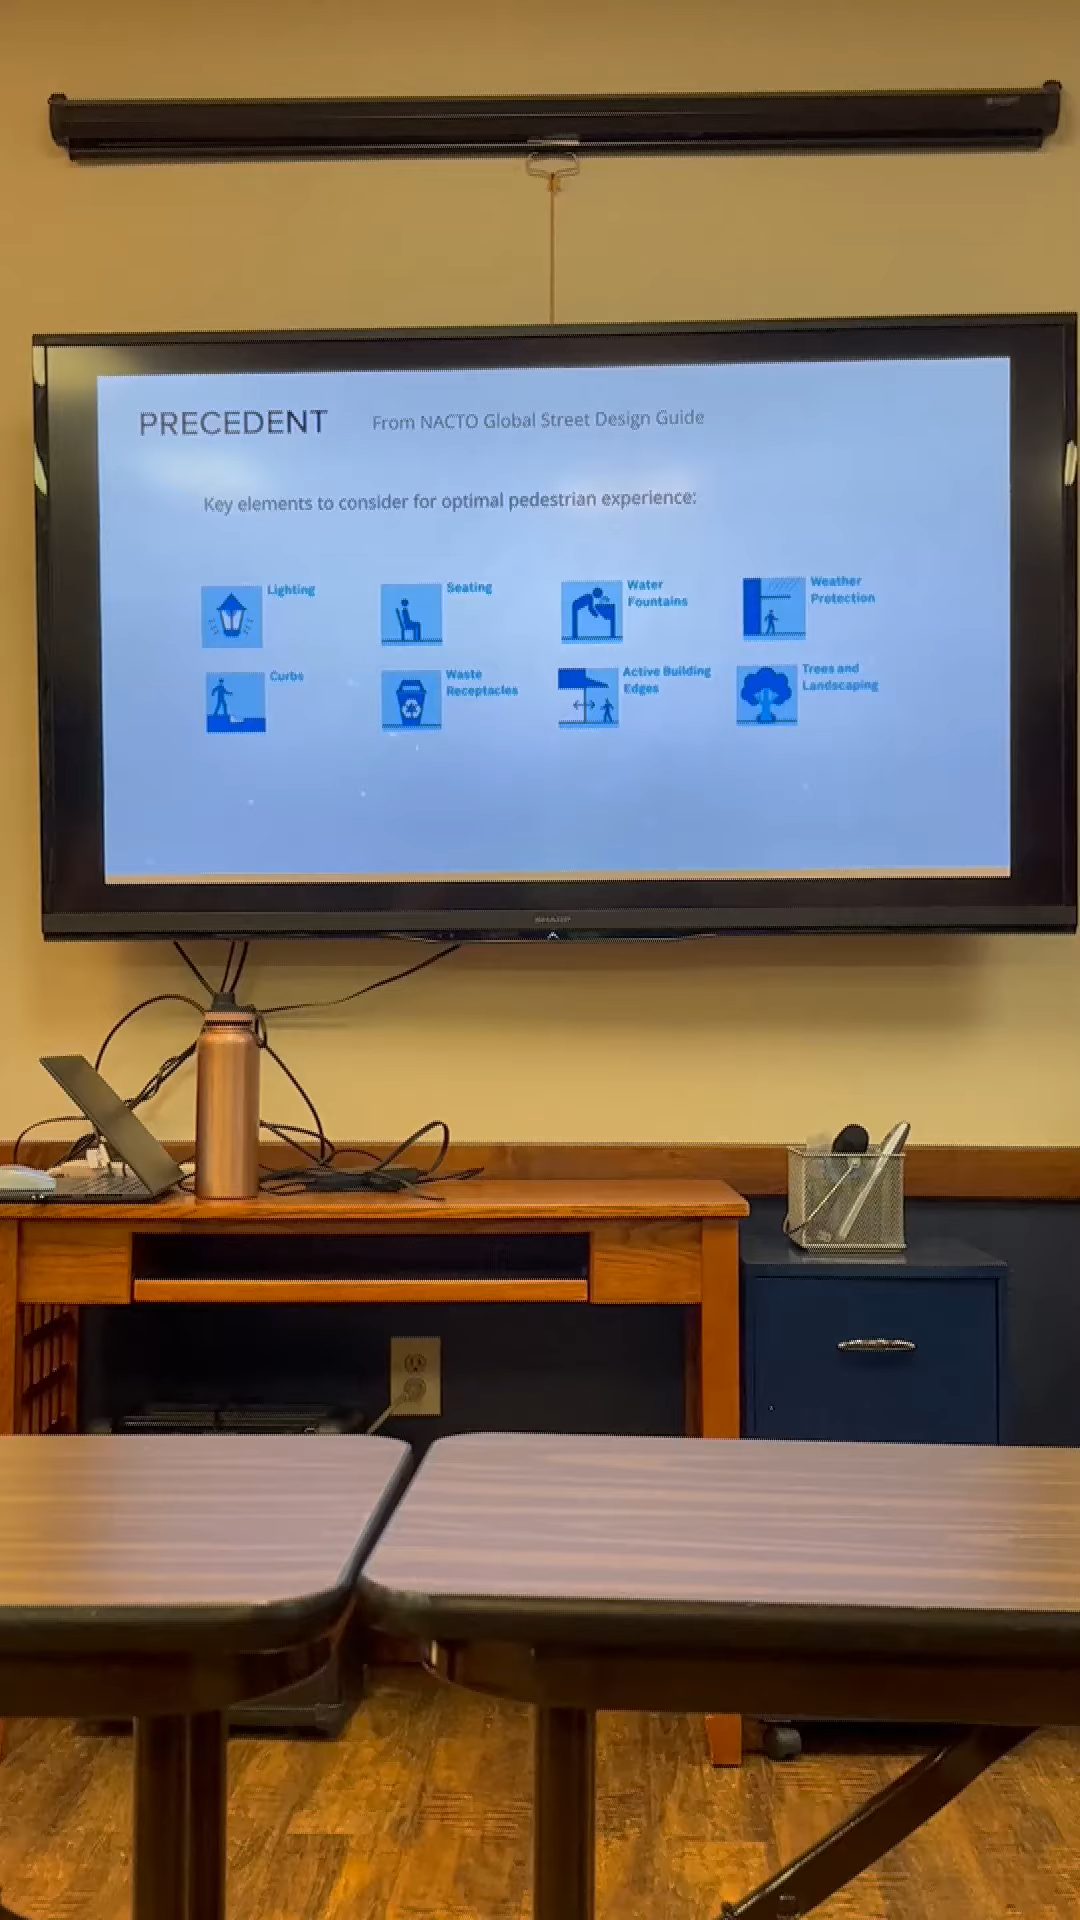 PRECEDENT From NACTO Global Street Design Guide
Key elements to consider for optimal pedestrian experience:
Lighting
Seating
Water
Fountains
Weather
Protection
Curbs
Waste
Receptacles
Active Building
Edges
Trees and
Landscaping
SHARP